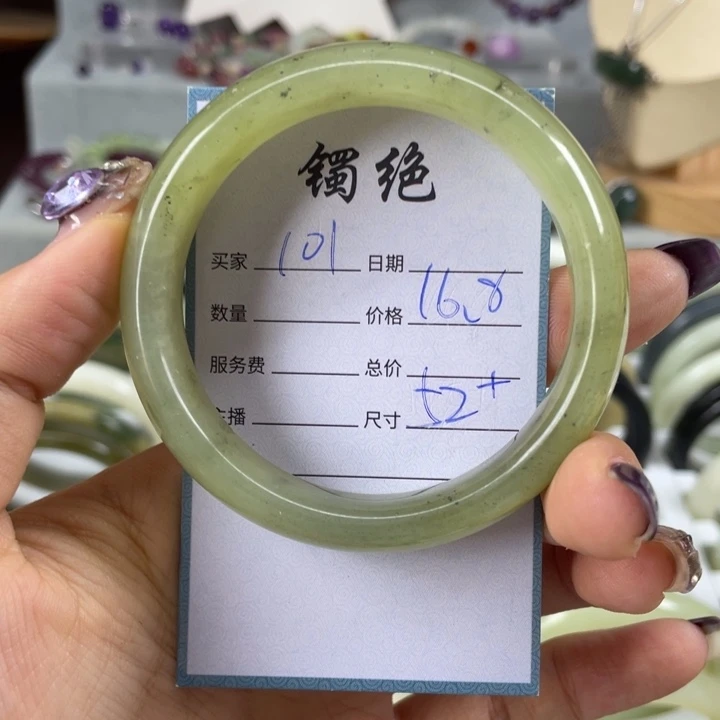 镯绝
买家 101 日期
数量 价格 16.8
服务费 总价
主播 尺寸 52+